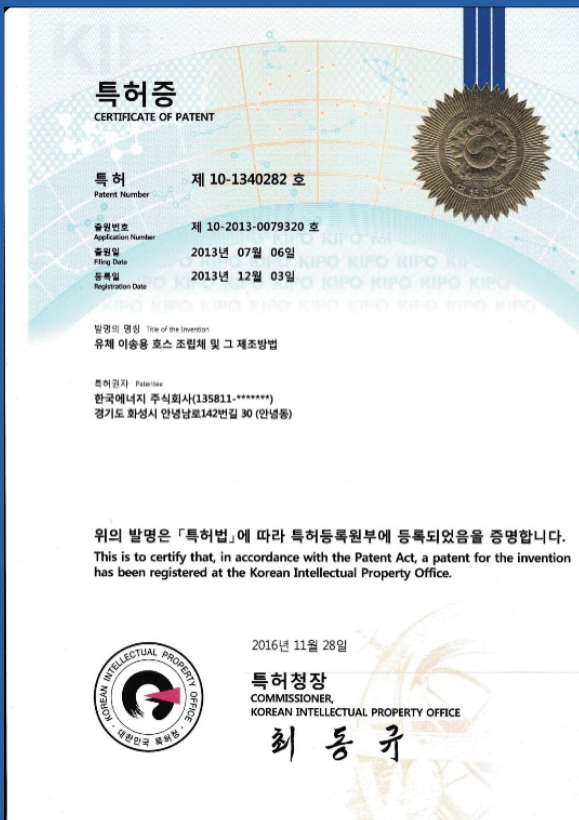 KIPO
특허증
CERTIFICATE OF PATENT
특허 제 10-1340282 호
Patent Number
출원번호 제 10-2013-0079320 호
Application Number
출원일 2013년 07월 06일
Filing Date
등록일 2013년 12월 03일
Registration Date
KIPO KIPO KIPO KIPO KIPO
발명의 명칭 Title of the Invention
유체 이송용 호스 조립체 및 그 제조방법
특허권자 Patentee
한국에너지 주식회사(135811-*******)
경기도 화성시 안녕남로142번길 30 (안녕동)
위의 발명은 「특허법」에 따라 특허등록원부에 등록되었음을 증명합니다.
This is to certify that, in accordance with the Patent Act, a patent for the invention
has been registered at the Korean Intellectual Property Office.
2016년 11월 28일
특허청장
COMMISSIONER,
KOREAN INTELLECTUAL PROPERTY OFFICE
최동규
KOREAN INTELLECTUAL PROPERTY OFFICE
대한민국 특허청